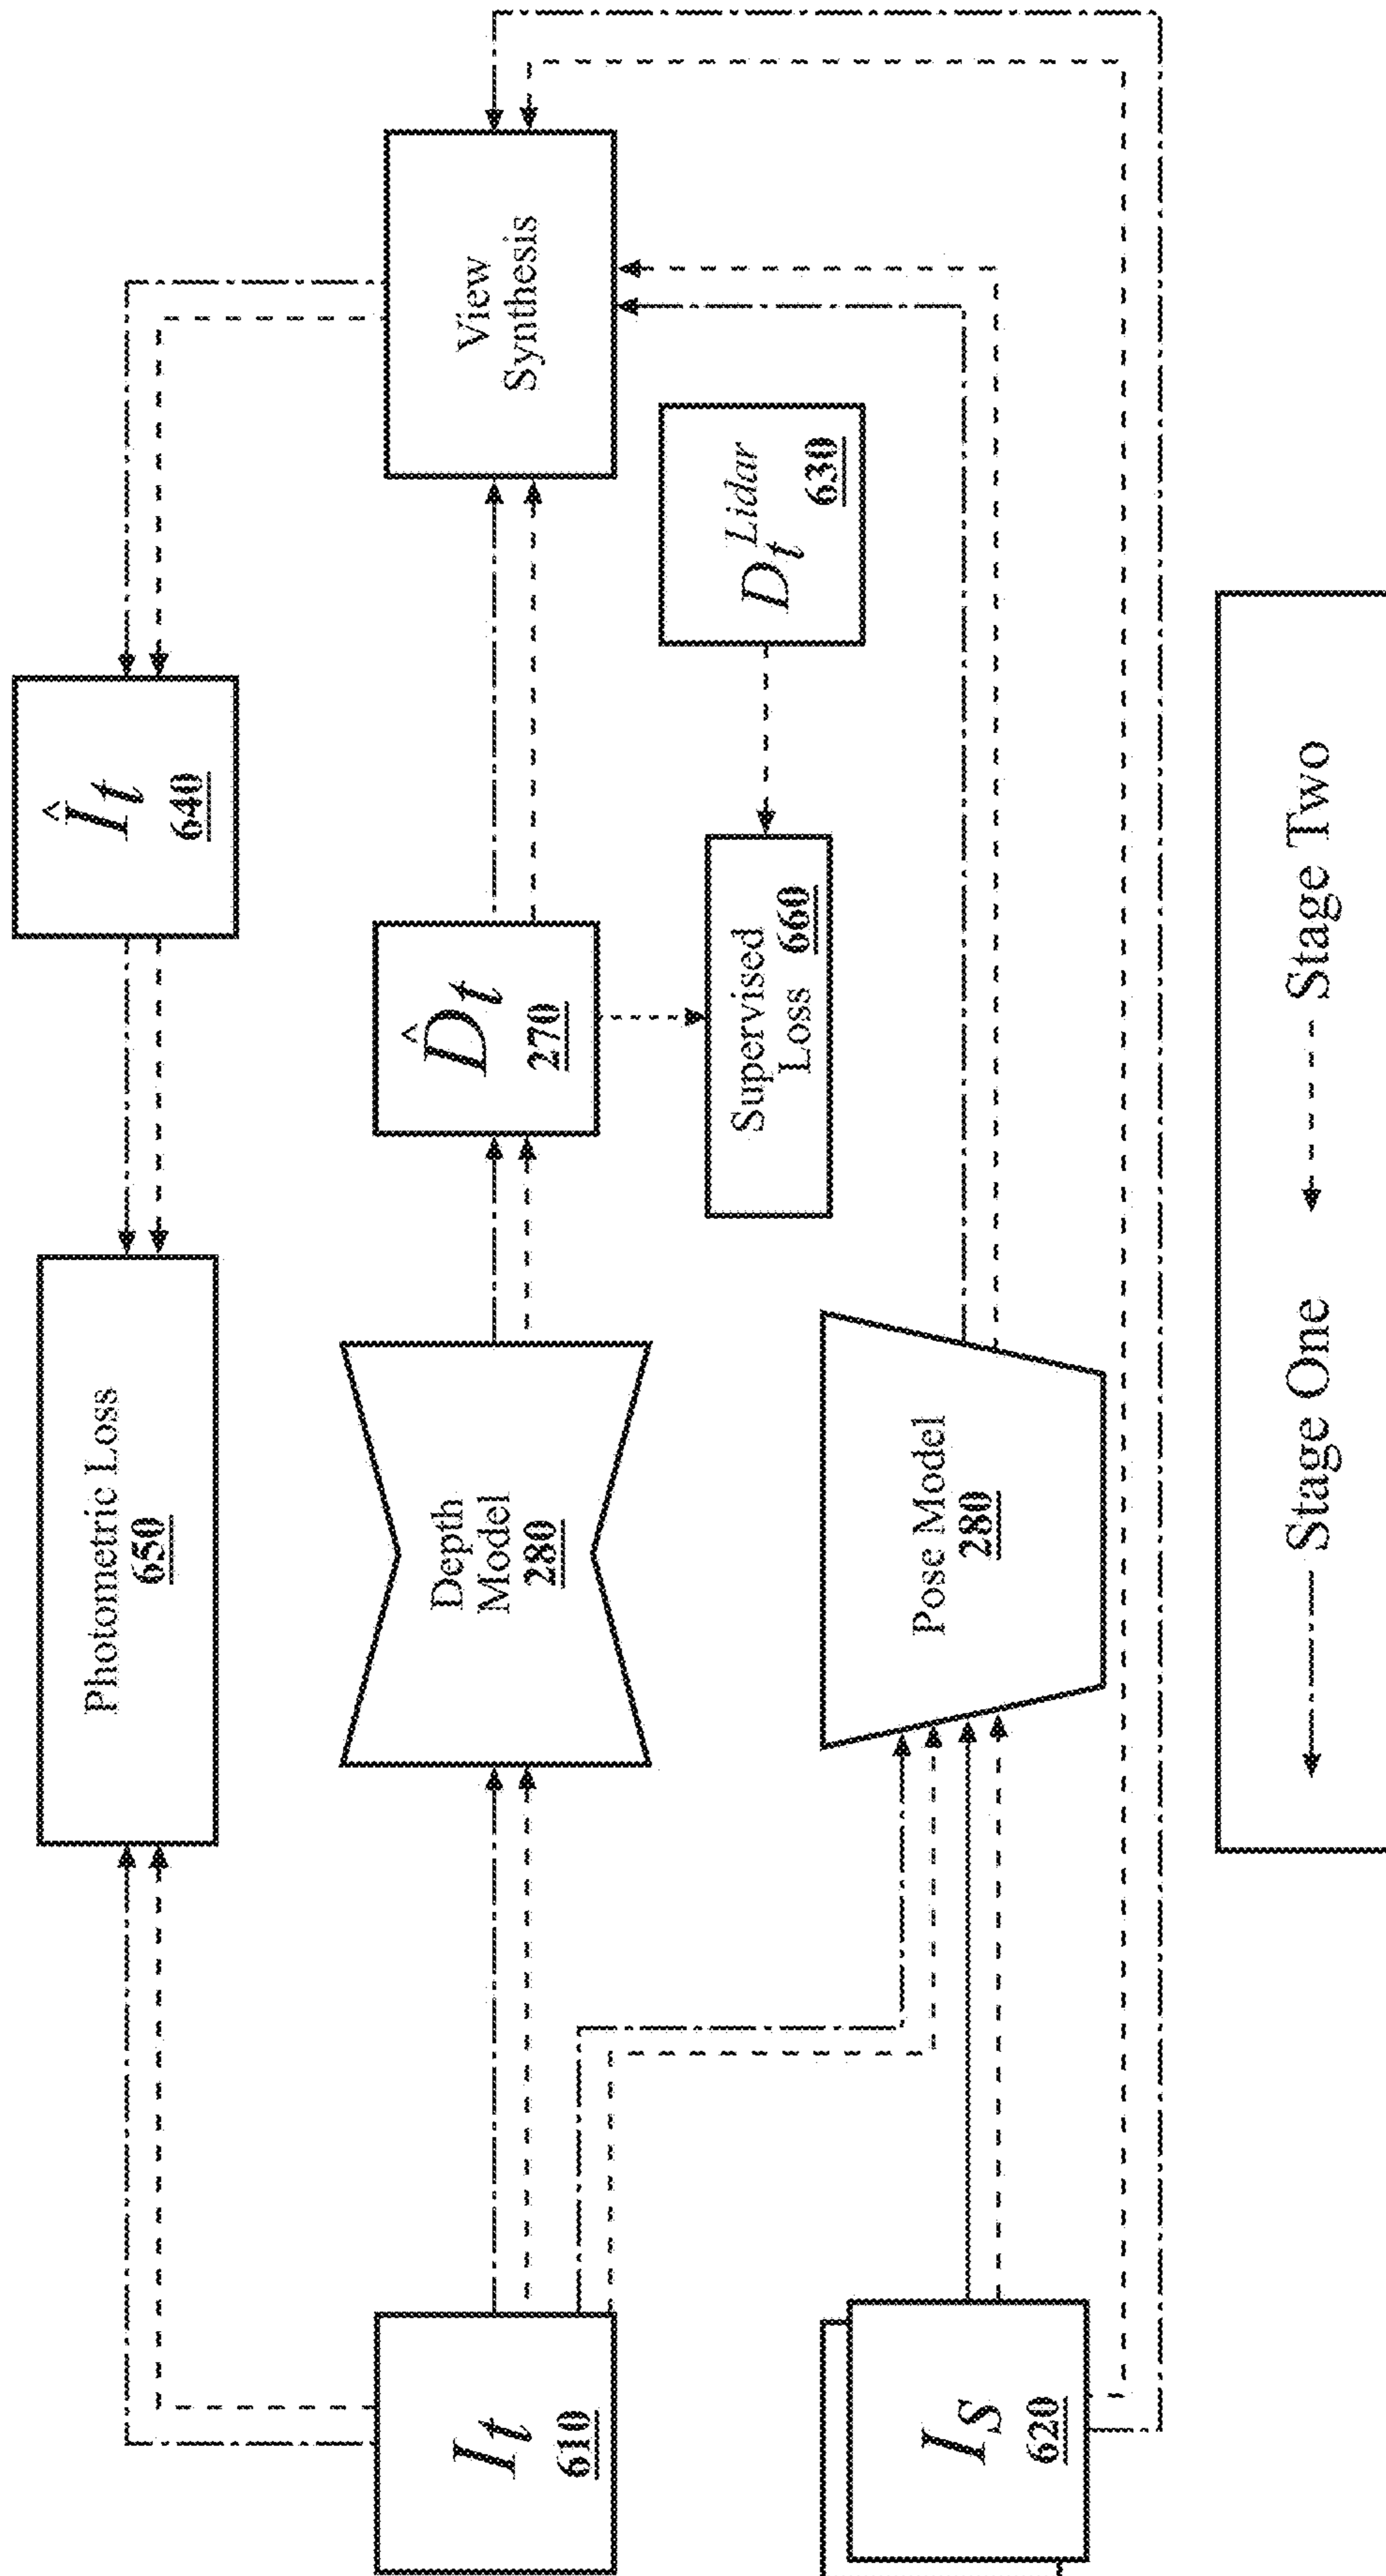 Photometric Loss
650
Î_t
640
I_t
610
Depth
Model
280
D̂_t
270
View
Synthesis
Supervised
Loss 660
D_t^Lidar
630
I_S
620
Pose Model
280
Stage One
Stage Two